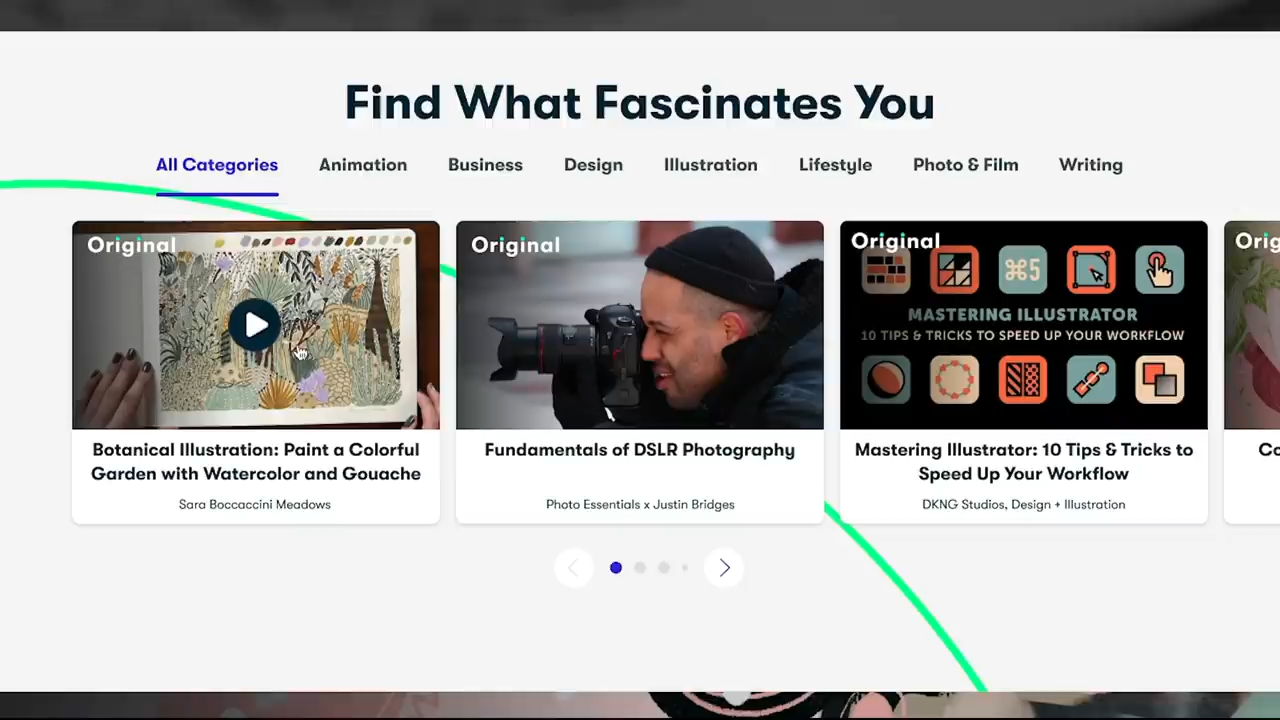 Find What Fascinates You
All Categories Animation Business Design Illustration Lifestyle Photo & Film Writing
Original
Botanical Illustration: Paint a Colorful
Garden with Watercolor and Gouache
Sara Boccaccini Meadows
Original
Fundamentals of DSLR Photography
Photo Essentials x Justin Bridges
Original
⌘5
MASTERING ILLUSTRATOR
10 TIPS & TRICKS TO SPEED UP YOUR WORKFLOW
Mastering Illustrator: 10 Tips & Tricks to
Speed Up Your Workflow
DKNG Studios, Design + Illustration